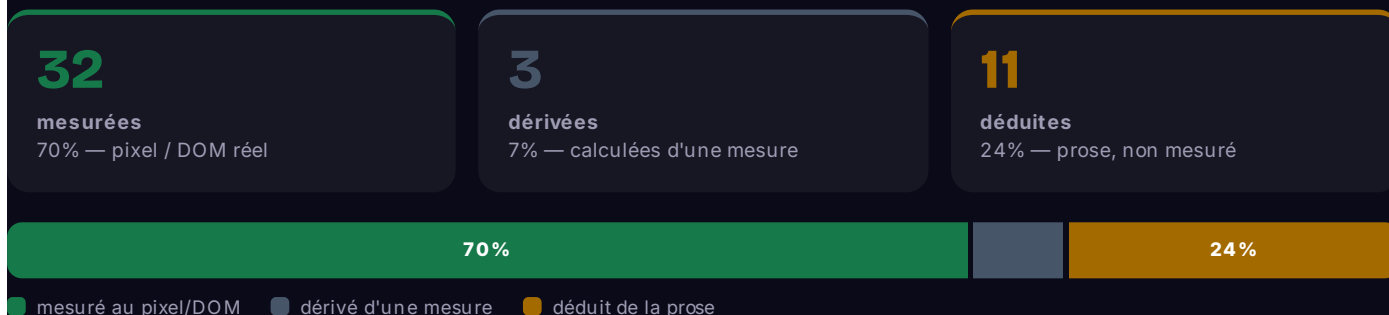 32
mesurées
70% — pixel / DOM réel
3
dérivées
7% — calculées d'une mesure
11
déduites
24% — prose, non mesuré
70%
24%
mesuré au pixel/DOM
dérivé d'une mesure
déduit de la prose